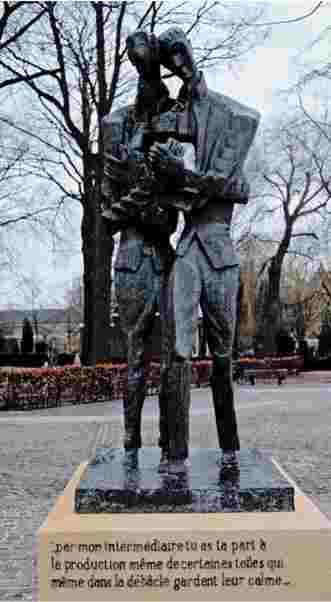 ...par mon intermédiaire tu as ta part à
la production même de certaines toiles qui
même dans la débâcle gardent leur calme...